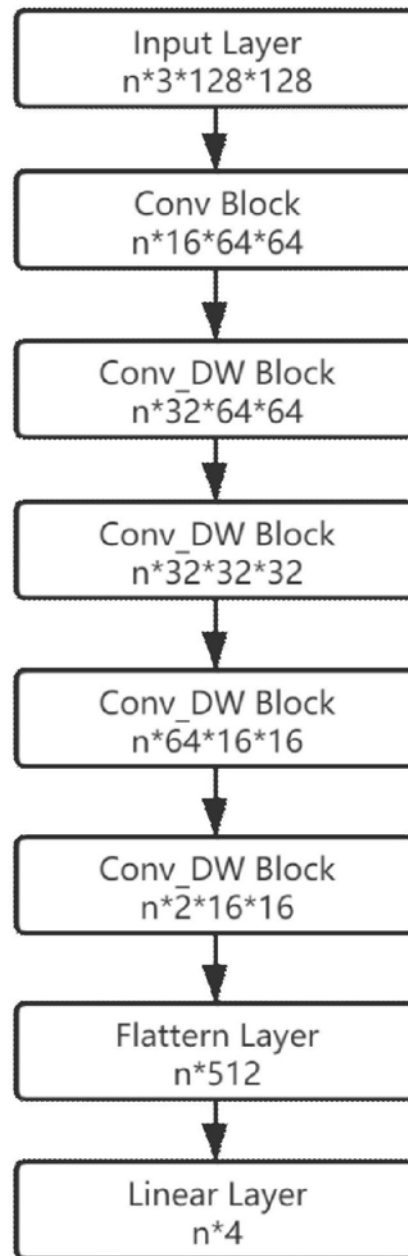 Input Layer
n*3*128*128
Conv Block
n*16*64*64
Conv_DW Block
n*32*64*64
Conv_DW Block
n*32*32*32
Conv_DW Block
n*64*16*16
Conv_DW Block
n*2*16*16
Flattern Layer
n*512
Linear Layer
n*4